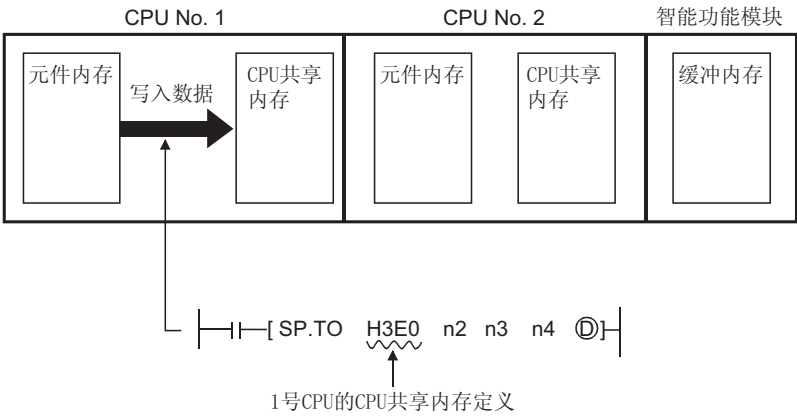 CPU No. 1 CPU No. 2 智能功能模块
元件内存 CPU共享 元件内存 CPU共享 缓冲内存
写入数据 内存 内存
[ SP.TO H3E0 n2 n3 n4 Ⓓ]
1号CPU的CPU共享内存定义